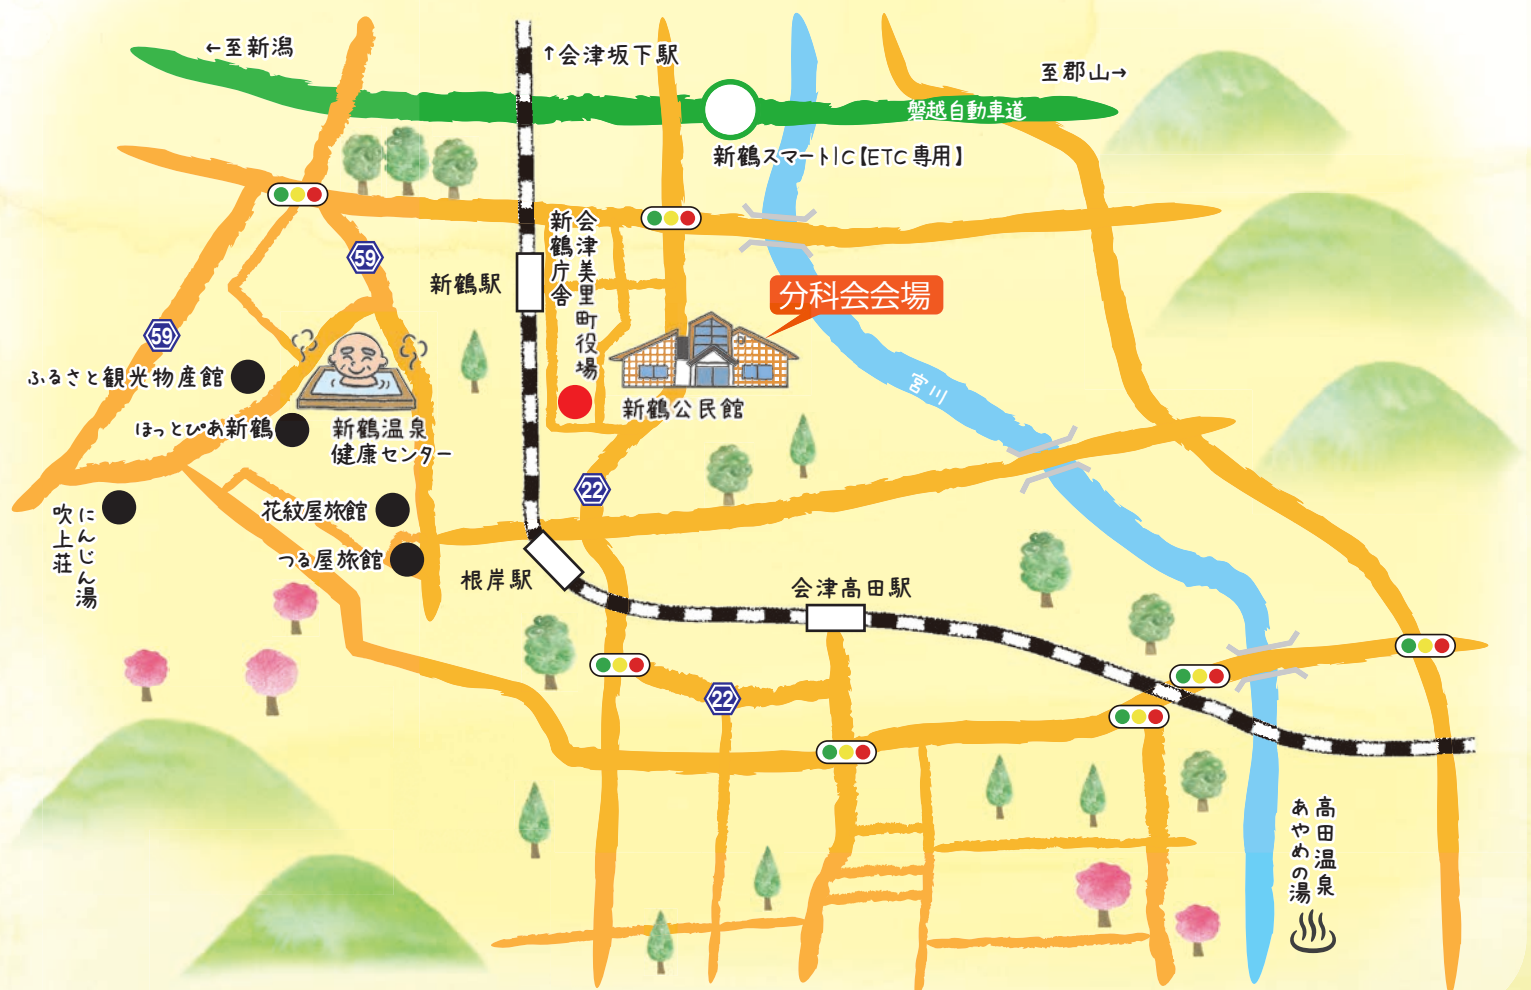 ←至新潟
↑会津坂下駅
至郡山→
磐越自動車道
新鶴スマートIC【ETC専用】
59
新鶴駅
会津美里町役場
新鶴庁舎
分科会会場
59
ふるさと観光物産館
宮川
新鶴公民館
ほっとぴあ新鶴
新鶴温泉
健康センター
22
花紋屋旅館
にんじん湯
吹上荘
つる屋旅館
根岸駅
会津高田駅
22
高田温泉
あやめの湯